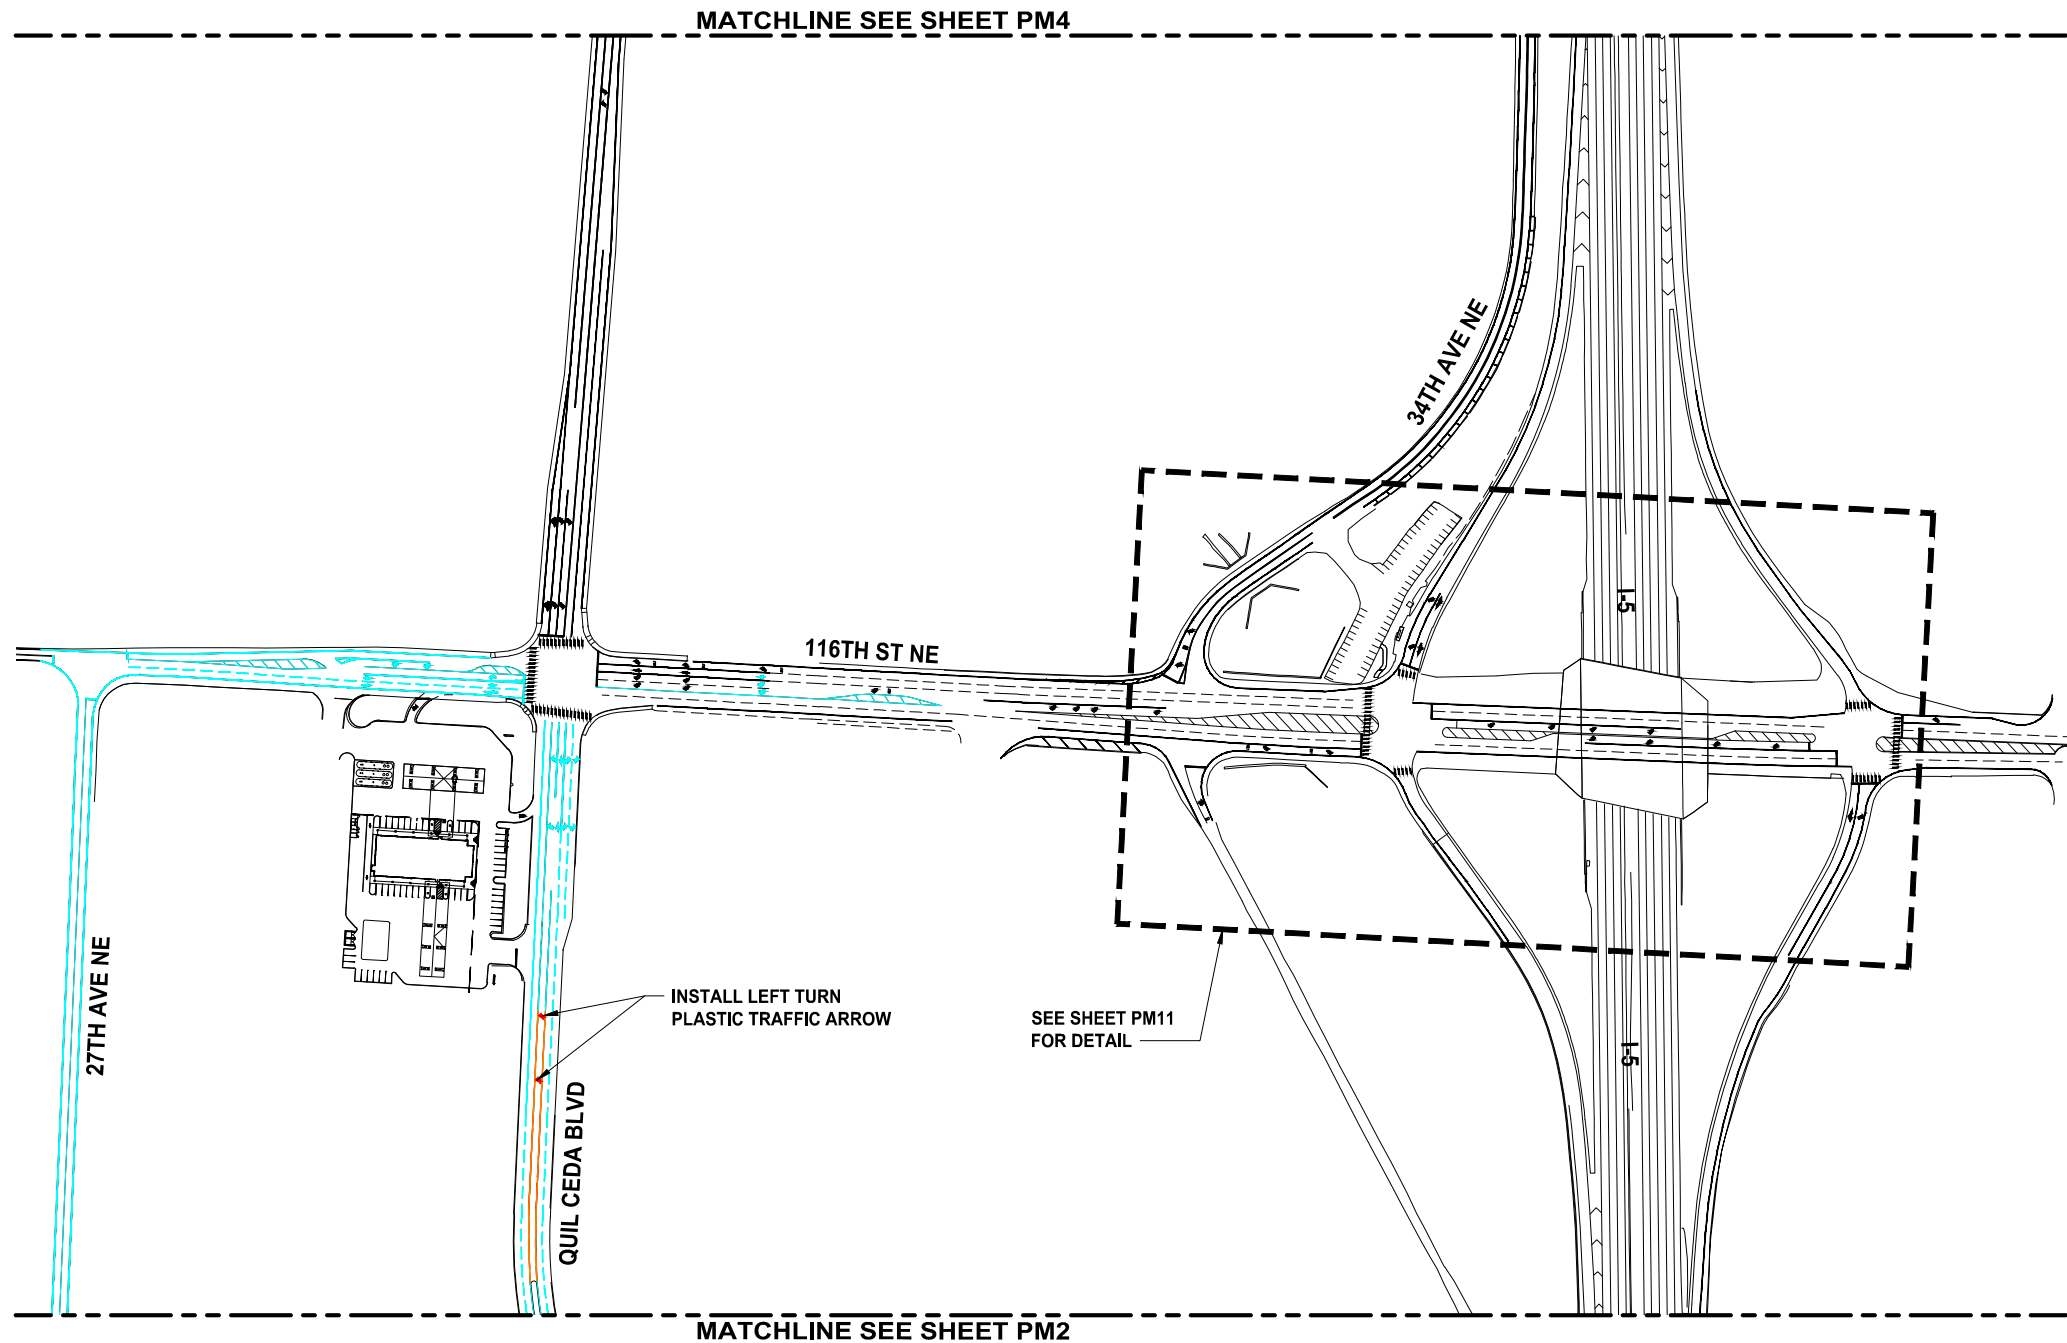 MATCHLINE SEE SHEET PM4
34TH AVE NE
I-5
116TH ST NE
27TH AVE NE
INSTALL LEFT TURN
PLASTIC TRAFFIC ARROW
SEE SHEET PM11
FOR DETAIL
I-5
QUIL CEDA BLVD
MATCHLINE SEE SHEET PM2